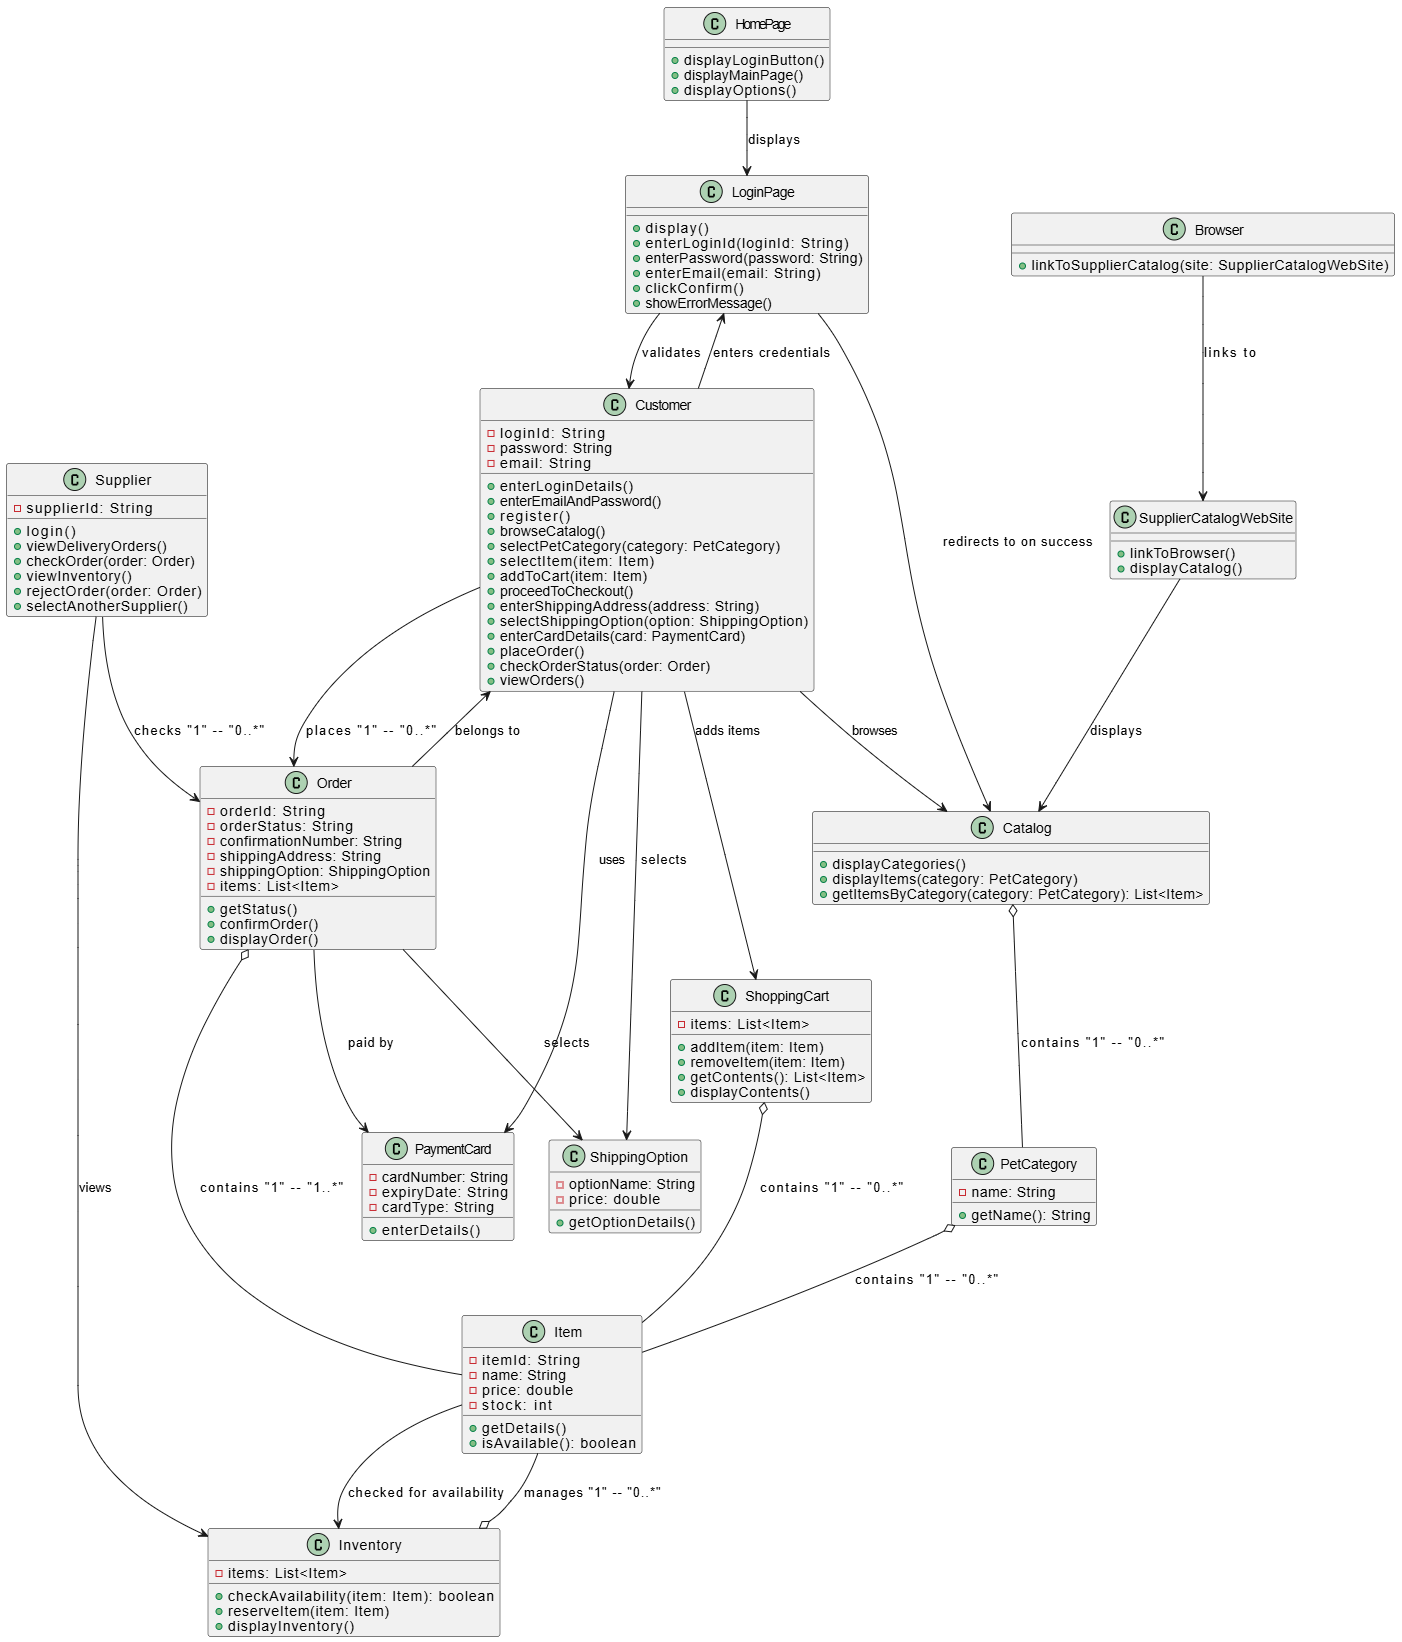 C HomePage
displayLoginButton()
displayMainPage()
displayOptions()
displays
C LoginPage
display()
enterLoginId(loginId: String)
enterPassword(password: String)
enterEmail(email: String)
clickConfirm()
showErrorMessage()
C Browser
linkToSupplierCatalog(site: SupplierCatalogWebSite)
validates
enters credentials
links to
C Customer
loginId: String
password: String
email: String
enterLoginDetails()
enterEmailAndPassword()
register()
browseCatalog()
selectPetCategory(category: PetCategory)
selectItem(item: Item)
addToCart(item: Item)
proceedToCheckout()
enterShippingAddress(address: String)
selectShippingOption(option: ShippingOption)
enterCardDetails(card: PaymentCard)
placeOrder()
checkOrderStatus(order: Order)
viewOrders()
C Supplier
supplierId: String
login()
viewDeliveryOrders()
checkOrder(order: Order)
viewInventory()
rejectOrder(order: Order)
selectAnotherSupplier()
redirects to on success
C SupplierCatalogWebSite
linkToBrowser()
displayCatalog()
checks "1" -- "0..*"
places "1" -- "0..*"
belongs to
adds items
browses
displays
C Order
orderId: String
orderStatus: String
confirmationNumber: String
shippingAddress: String
shippingOption: ShippingOption
items: List<Item>
getStatus()
confirmOrder()
displayOrder()
uses
selects
C Catalog
displayCategories()
displayItems(category: PetCategory)
getItemsByCategory(category: PetCategory): List<Item>
C ShoppingCart
items: List<Item>
addItem(item: Item)
removeItem(item: Item)
getContents(): List<Item>
displayContents()
paid by
selects
contains "1" -- "0..*"
C PaymentCard
cardNumber: String
expiryDate: String
cardType: String
enterDetails()
C ShippingOption
optionName: String
price: double
getOptionDetails()
C PetCategory
name: String
getName(): String
views
contains "1" -- "1..*"
contains "1" -- "0..*"
contains "1" -- "0..*"
C Item
itemId: String
name: String
price: double
stock: int
getDetails()
isAvailable(): boolean
checked for availability
manages "1" -- "0..*"
C Inventory
items: List<Item>
checkAvailability(item: Item): boolean
reserveItem(item: Item)
displayInventory()